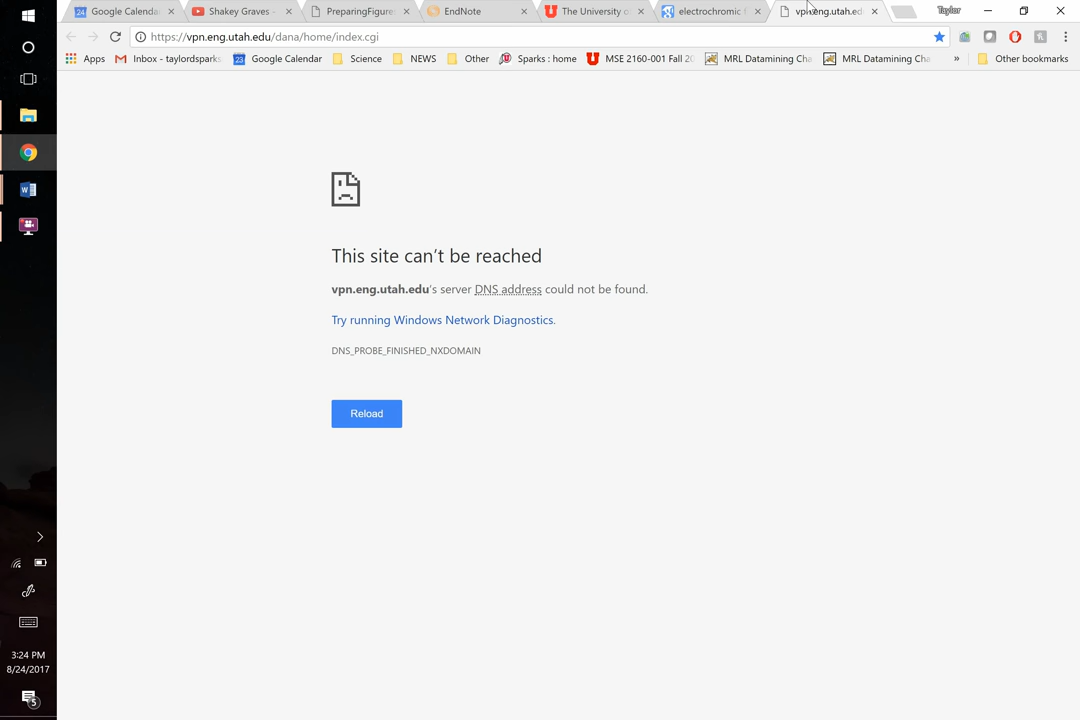 Google Calenda
Shakey Graves -
PreparingFigure
EndNote
The University o
electrochromic f
vpn.eng.utah.edu
Taylor
https://vpn.eng.utah.edu/dana/home/index.cgi
Apps
Inbox - taylordsparks
Google Calendar
Science
NEWS
Other
Sparks : home
MSE 2160-001 Fall 20
MRL Datamining Cha
MRL Datamining Cha
»
Other bookmarks
This site can't be reached
vpn.eng.utah.edu's server DNS address could not be found.
Try running Windows Network Diagnostics.
DNS_PROBE_FINISHED_NXDOMAIN
Reload
3:24 PM
8/24/2017
5